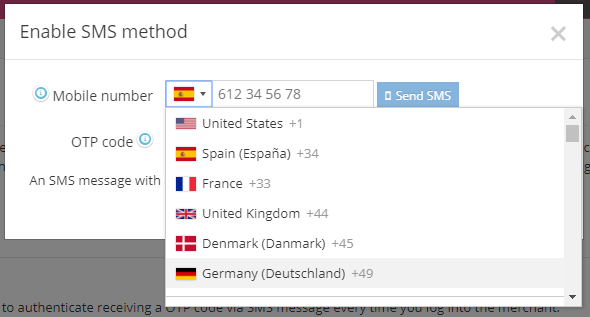 Enable SMS method
×
Mobile number 612 34 56 78 Send SMS
United States +1
OTP code
Spain (España) +34
An SMS message with
France +33
United Kingdom +44
Denmark (Danmark) +45
Germany (Deutschland) +49
to authenticate receiving a OTP code via SMS message every time you log into the merchant.